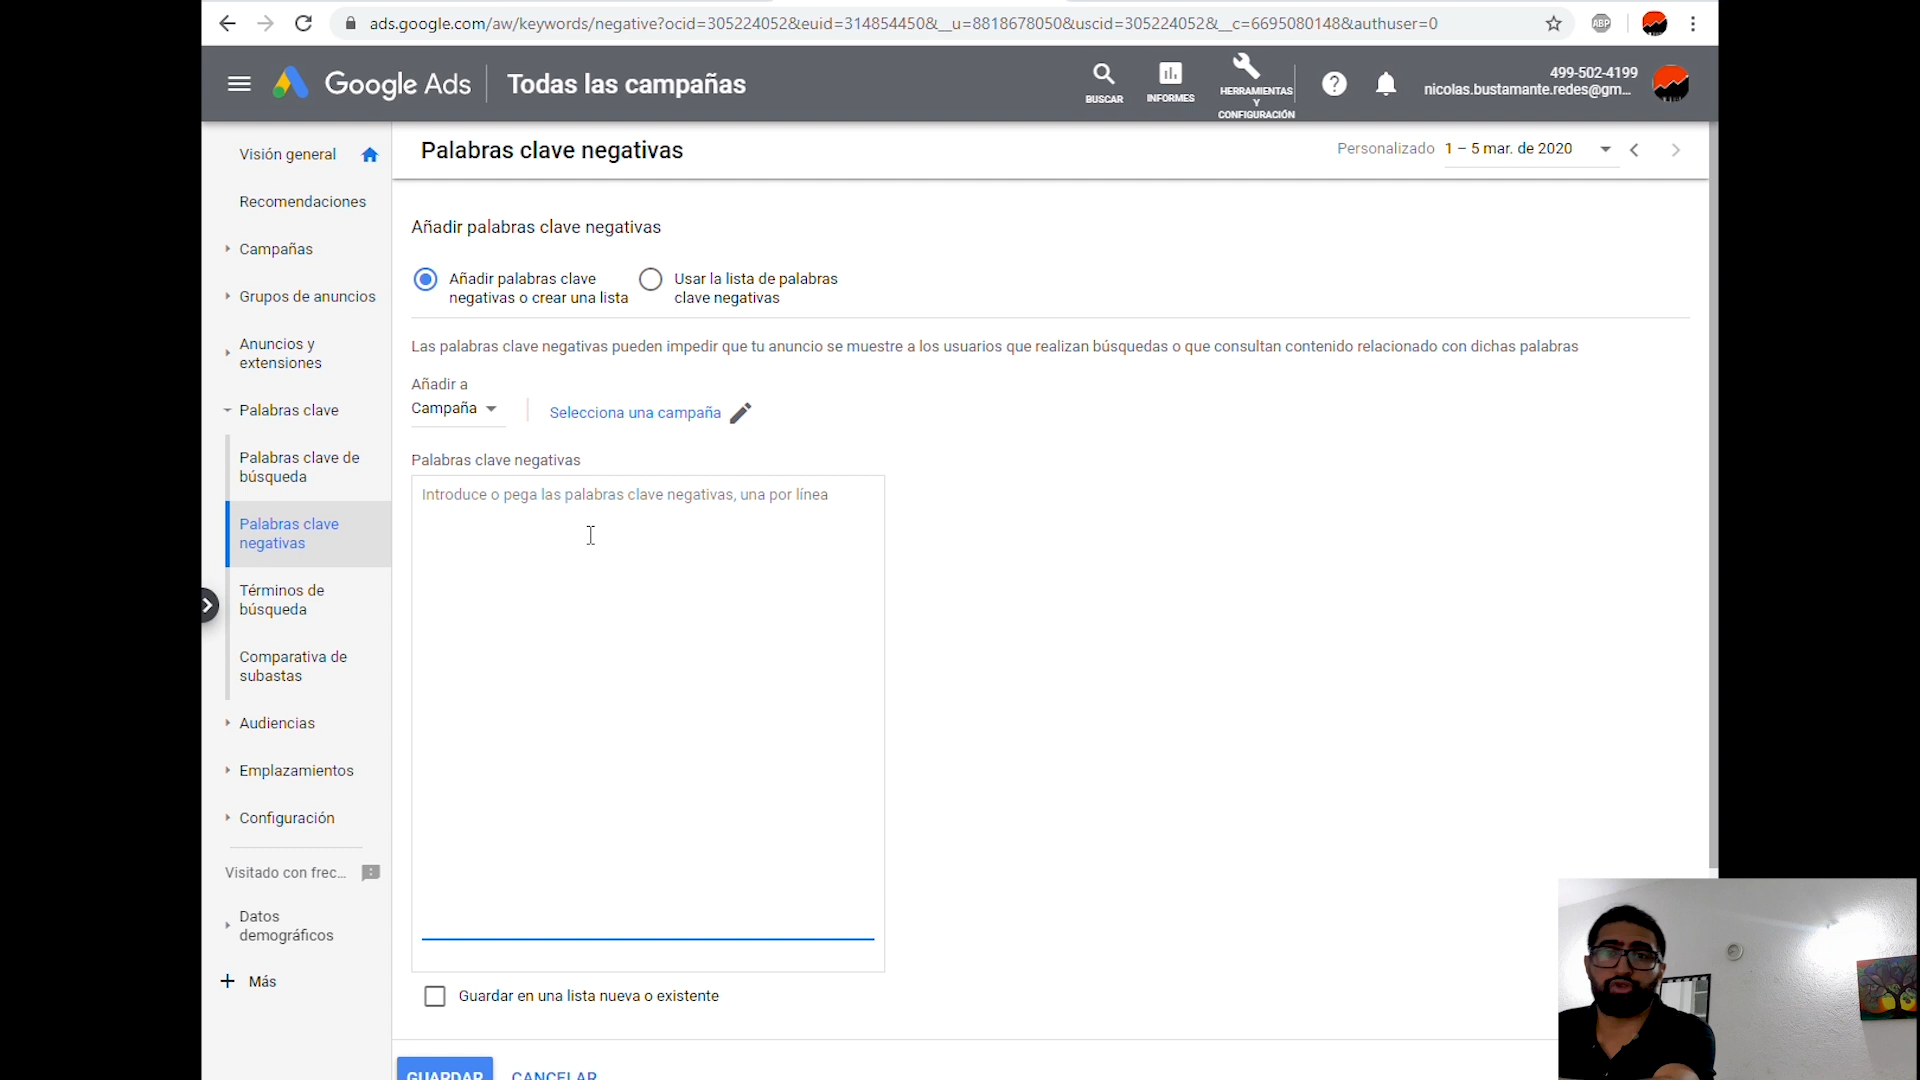 ads.google.com/aw/keywords/negative?ocid=305224052&euid=314854450&__u=8818678050&uscid=305224052&__c=6695080148&authuser=0
ABP
Google Ads
Todas las campañas
BUSCAR
INFORMES
HERRAMIENTAS
Y
CONFIGURACIÓN
499-502-4199
nicolas.bustamante.redes@gm...
Visión general
Recomendaciones
Campañas
Grupos de anuncios
Anuncios y
extensiones
Palabras clave
Palabras clave de
búsqueda
Palabras clave
negativas
Términos de
búsqueda
Comparativa de
subastas
Audiencias
Emplazamientos
Configuración
Visitado con frec...
Datos
demográficos
+ Más
Palabras clave negativas
Personalizado 1 – 5 mar. de 2020
Añadir palabras clave negativas
Añadir palabras clave
negativas o crear una lista
Usar la lista de palabras
clave negativas
Las palabras clave negativas pueden impedir que tu anuncio se muestre a los usuarios que realizan búsquedas o que consultan contenido relacionado con dichas palabras
Añadir a
Campaña
Selecciona una campaña
Palabras clave negativas
Introduce o pega las palabras clave negativas, una por línea
Guardar en una lista nueva o existente
GUARDAR
CANCELAR